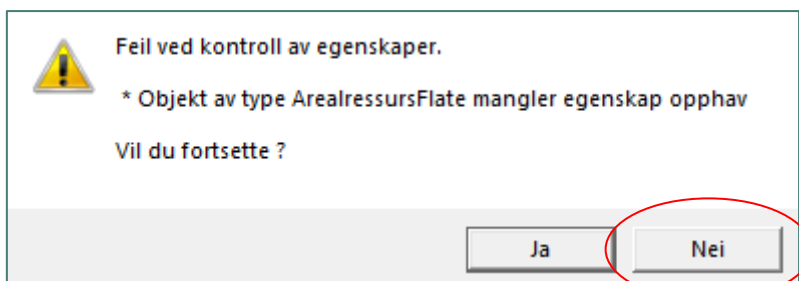 Feil ved kontroll av egenskaper.
* Objekt av type ArealressursFlate mangler egenskap opphav
Vil du fortsette ?
Ja
Nei